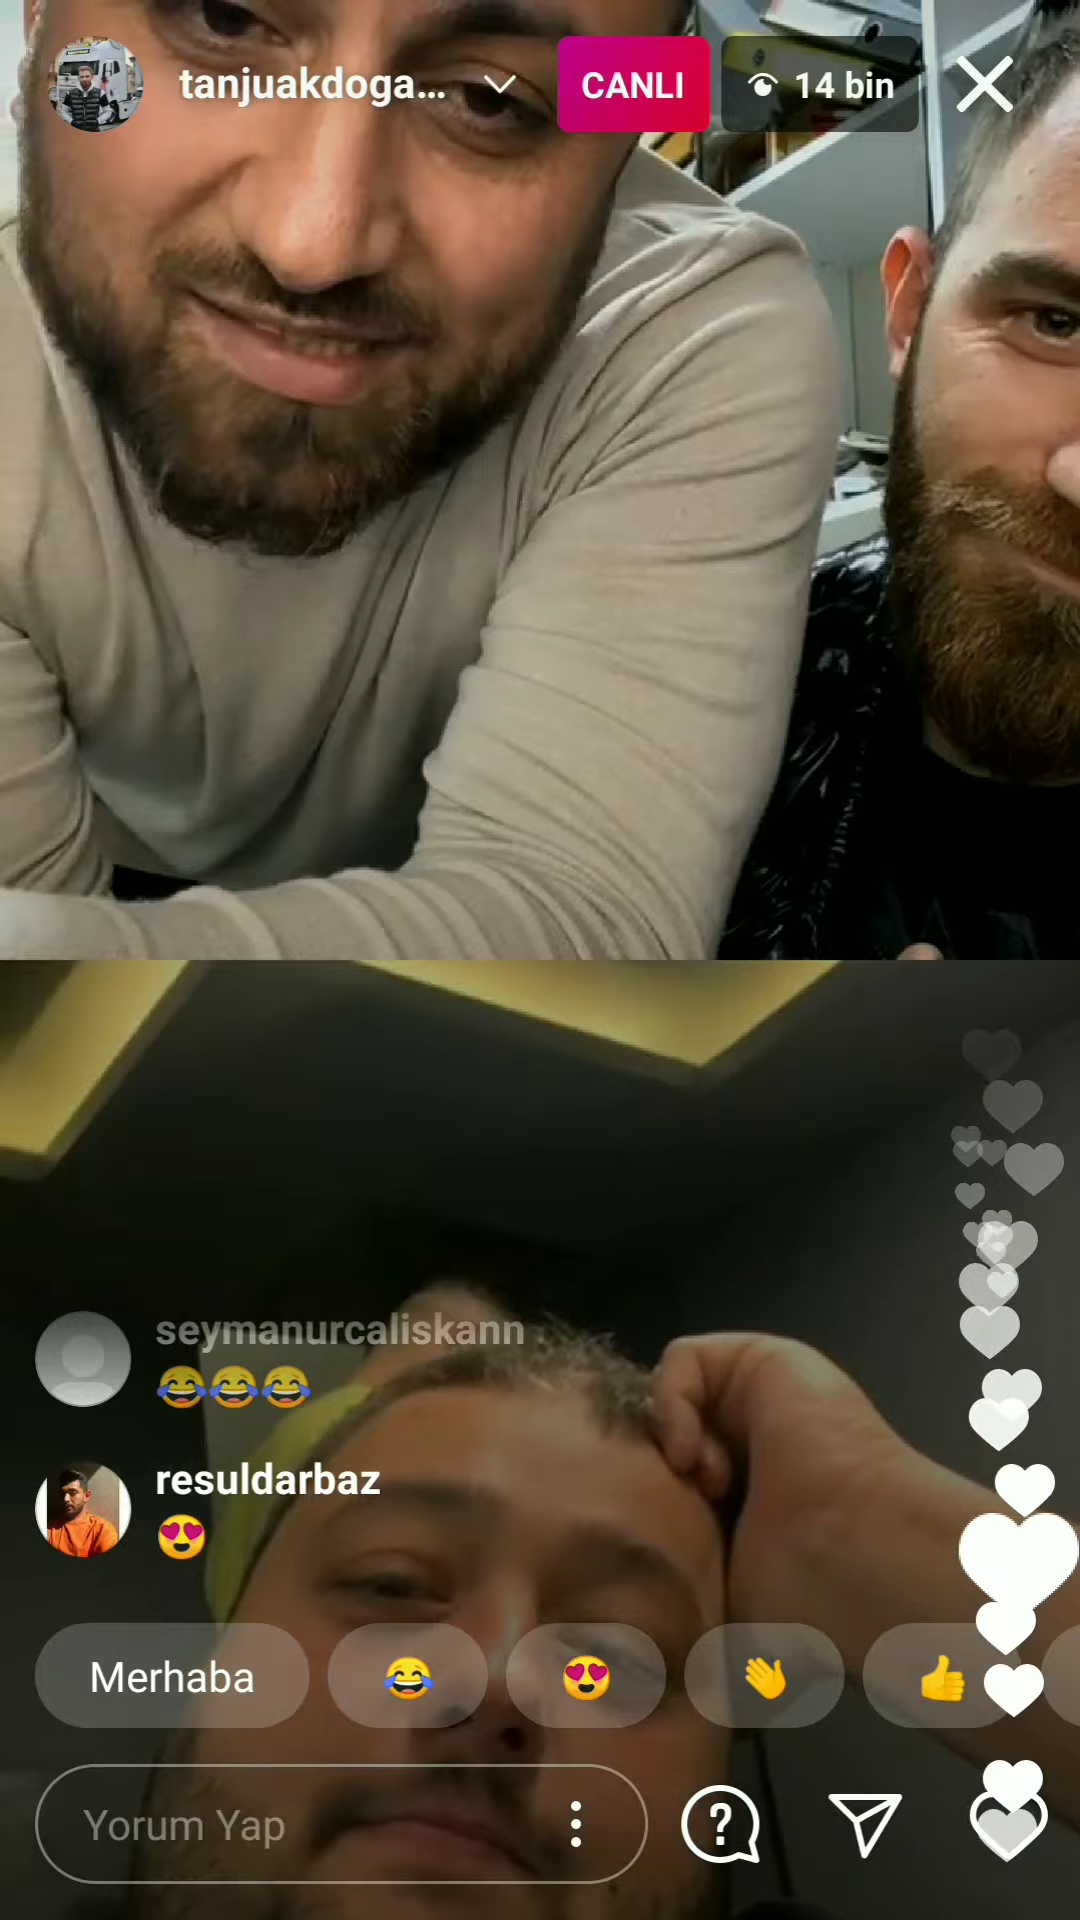 tanjuakdoga...
CANLI
14 bin
seymanurcaliskann
😂😂😂
resuldarbaz
😍
Merhaba 😂 😍 👋 👍
Yorum Yap
?